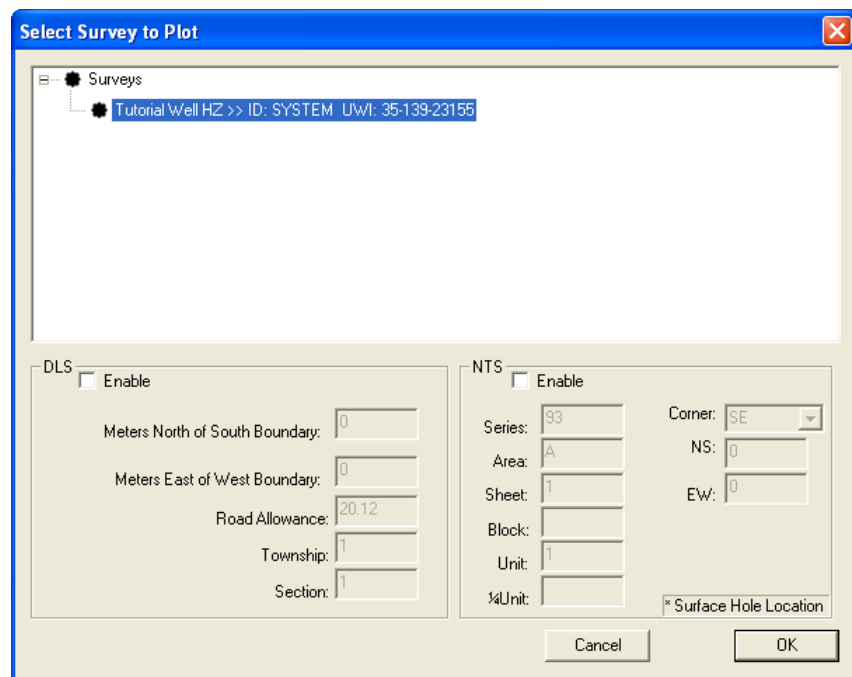 Select Survey to Plot
Surveys
Tutorial Well HZ >> ID: SYSTEM UWI: 35-139-23155
DLS
Enable
Meters North of South Boundary: 0
Meters East of West Boundary: 0
Road Allowance: 20.12
Township: 1
Section: 1
NTS
Enable
Series: 93
Area: A
Sheet: 1
Block:
Unit: 1
¼Unit:
Corner: SE
NS: 0
EW: 0
* Surface Hole Location
Cancel
OK